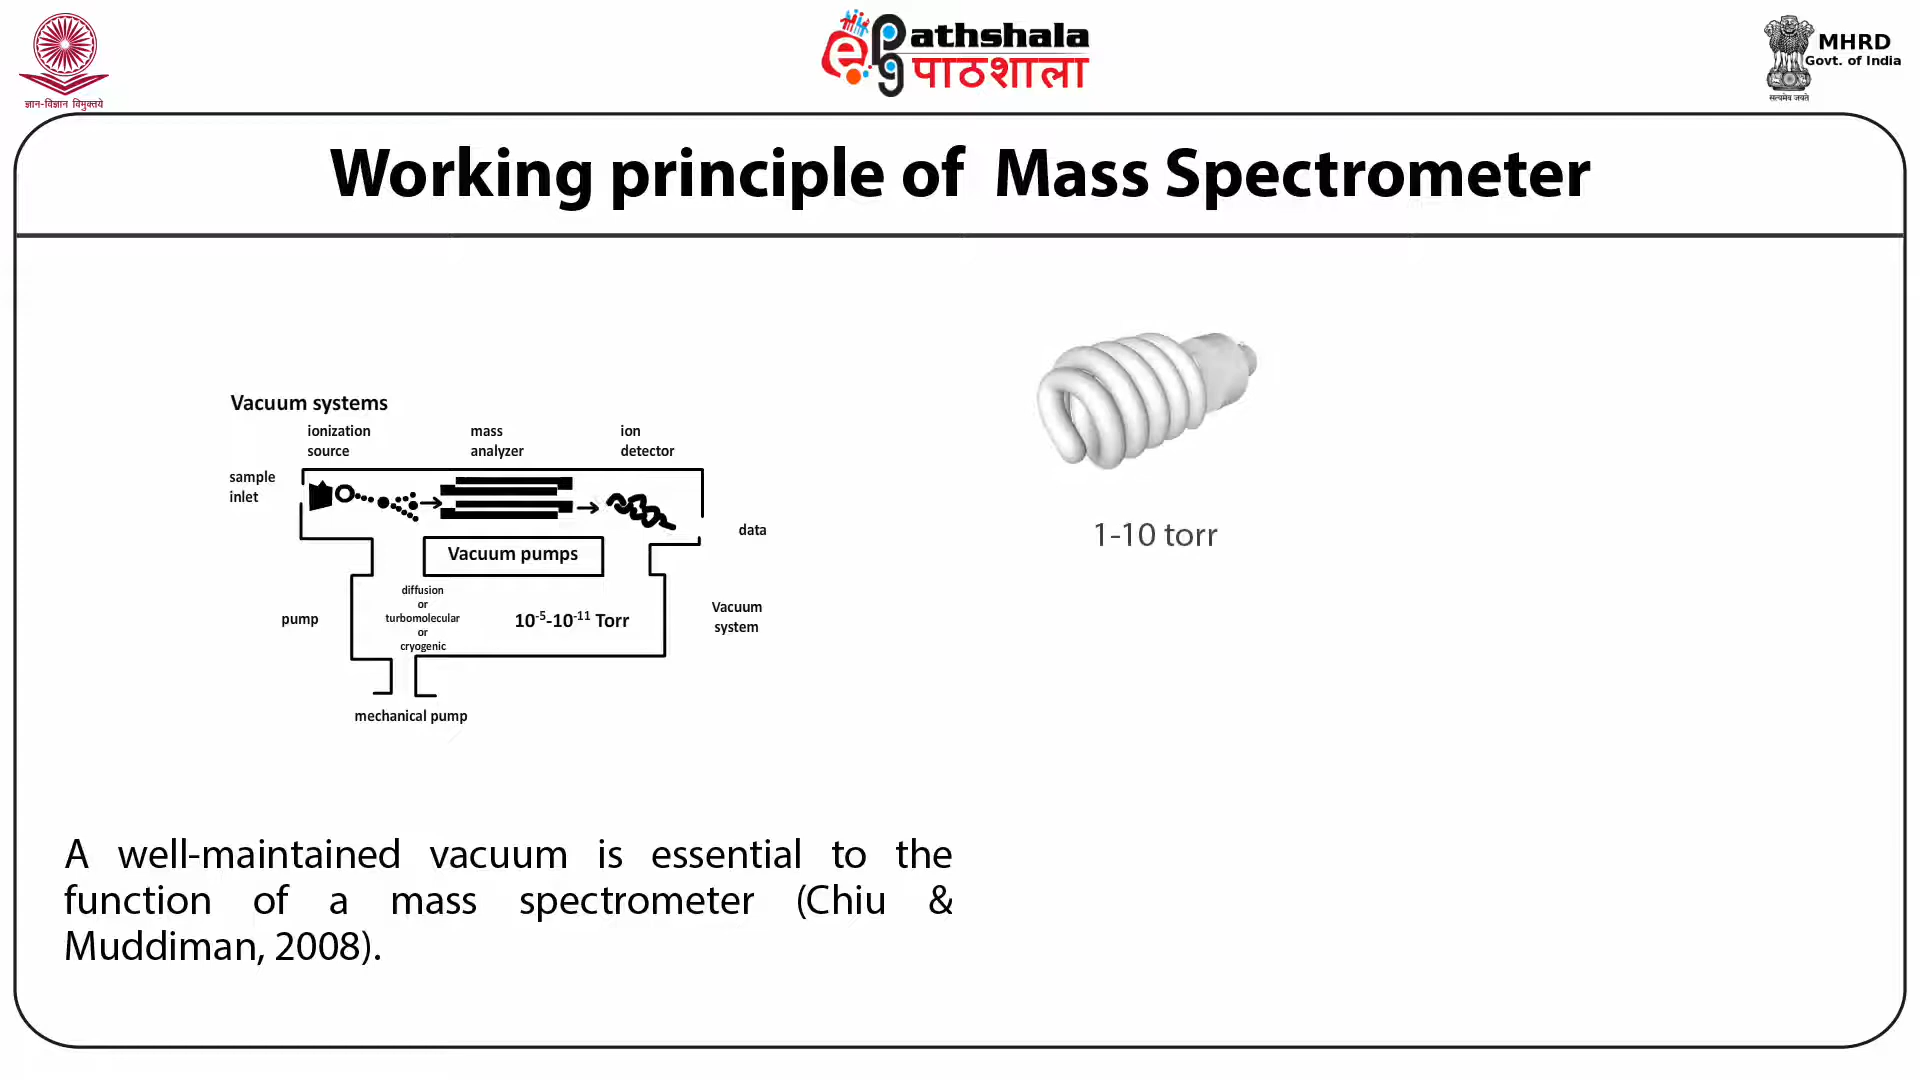 ज्ञान-विज्ञान विमुक्तये
e Pathshala
पाठशाला
MHRD
Govt. of India
सत्यमेव जयते
Working principle of Mass Spectrometer
Vacuum systems
ionization
source
mass
analyzer
ion
detector
sample
inlet
data
Vacuum pumps
diffusion
or
turbomolecular
or
cryogenic
10⁻⁵-10⁻¹¹ Torr
pump
Vacuum
system
mechanical pump
1-10 torr
A well-maintained vacuum is essential to the
function of a mass spectrometer (Chiu &
Muddiman, 2008).